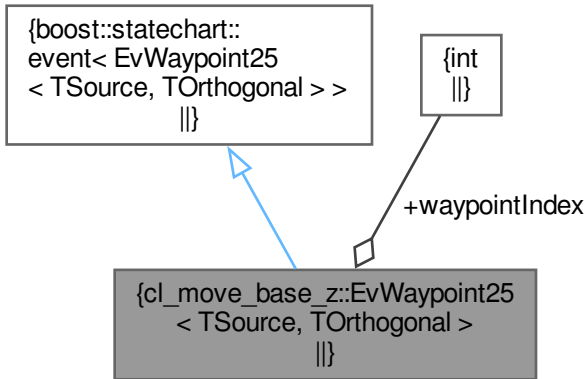 {boost::statechart::
event< EvWaypoint25
< TSource, TOrthogonal > >
||}
{int
||}
+waypointIndex
{cl_move_base_z::EvWaypoint25
< TSource, TOrthogonal >
||}